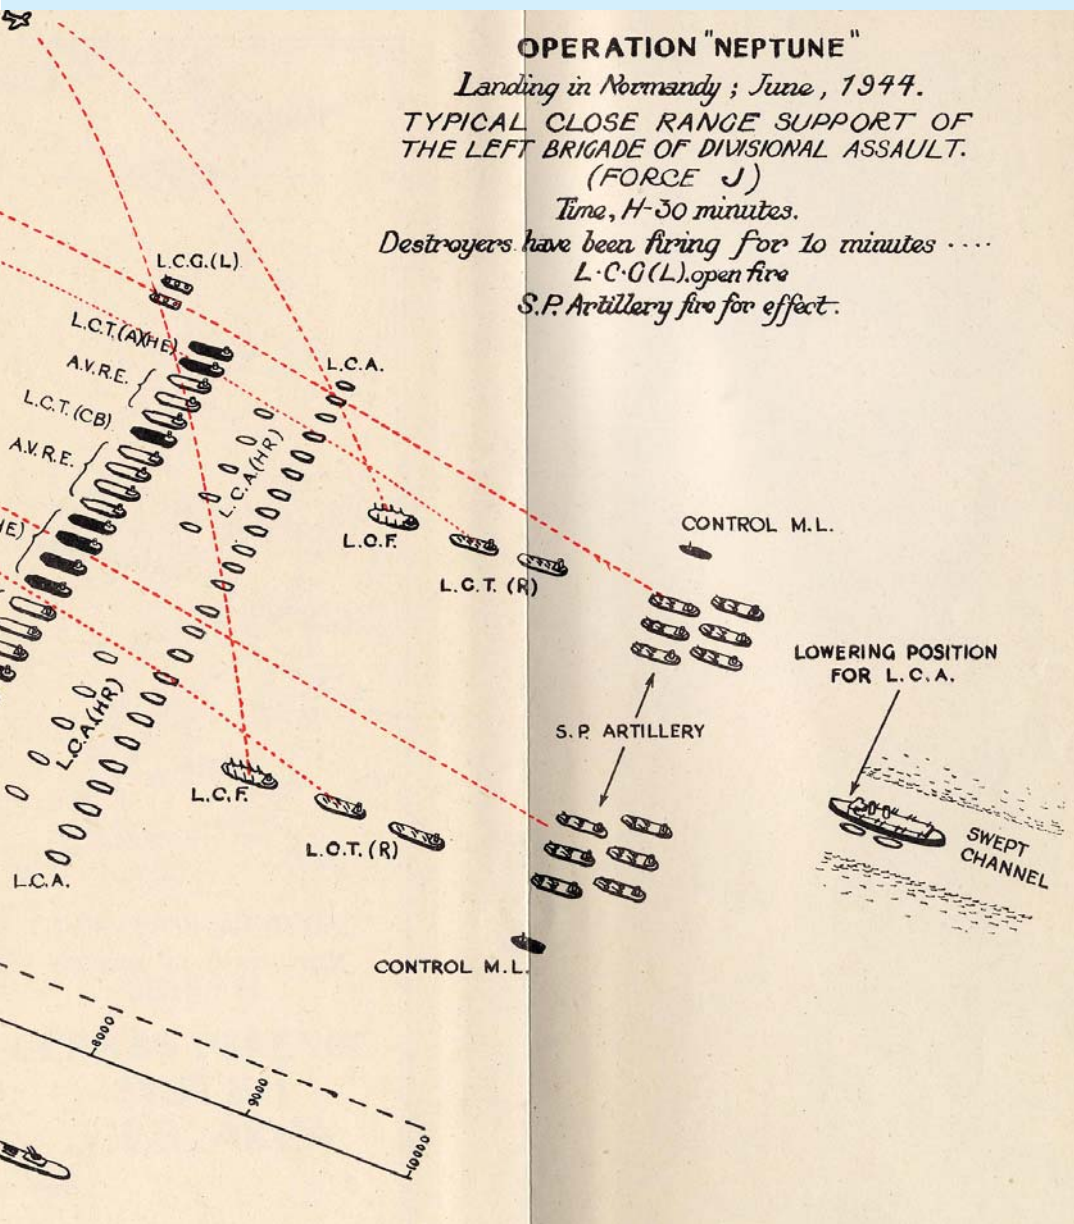 OPERATION "NEPTUNE"
Landing in Normandy ; June, 1944.
TYPICAL CLOSE RANGE SUPPORT OF
THE LEFT BRIGADE OF DIVISIONAL ASSAULT.
(FORCE J)
Time, H-30 minutes.
Destroyers have been firing for 10 minutes ....
L.C.G(L).open fire
S.P. Artillery fire for effect.
L.C.G.(L).
L.C.T.(A)(HE)
A.V.R.E.
L.C.T.(CB)
A.V.R.E.
HE)
L.C.A.
L.C.A.(HR)
L.C.F.
L.C.T. (R)
CONTROL M.L.
LOWERING POSITION
FOR L.C.A.
S.P. ARTILLERY
L.C.A.(HR)
L.C.F.
L.C.T.(R)
SWEPT
CHANNEL
L.C.A.
CONTROL M.L.
8000
9000
10000